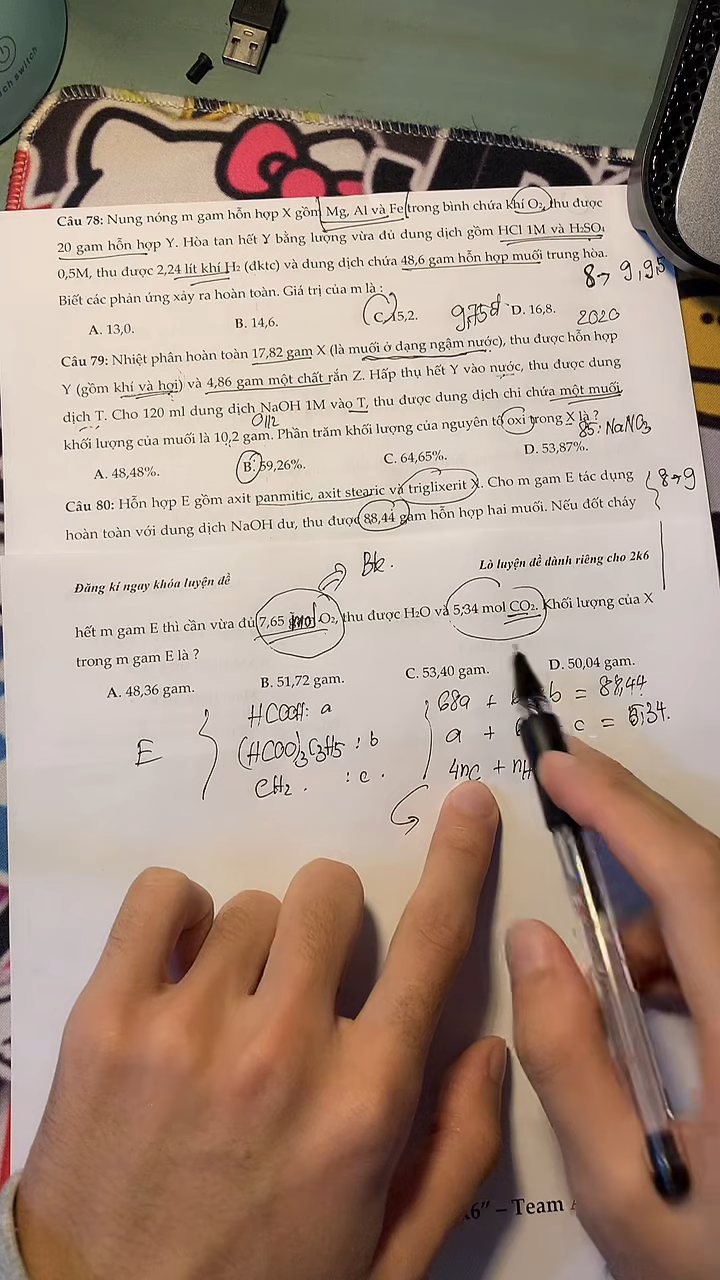 ch switch
Câu 78: Nung nóng m gam hỗn hợp X gồm Mg, Al và Fe trong bình chứa khí O₂, thu được
20 gam hỗn hợp Y. Hòa tan hết Y bằng lượng vừa đủ dung dịch gồm HCl 1M và H₂SO₄
0,5M, thu được 2,24 lít khí H₂ (đktc) và dung dịch chứa 48,6 gam hỗn hợp muối trung hòa.
8→ 9,95
Biết các phản ứng xảy ra hoàn toàn. Giá trị của m là :
A. 13,0. B. 14,6. C. 15,2. 9,75đ D. 16,8. 2020
Câu 79: Nhiệt phân hoàn toàn 17,82 gam X (là muối ở dạng ngậm nước), thu được hỗn hợp
Y (gồm khí và hơi) và 4,86 gam một chất rắn Z. Hấp thụ hết Y vào nước, thu được dung
dịch T. Cho 120 ml dung dịch NaOH 1M vào T, thu được dung dịch chỉ chứa một muối,
0,12
khối lượng của muối là 10,2 gam. Phần trăm khối lượng của nguyên tố oxi trong X là ?
85: NaNO₃
A. 48,48%. B. 59,26%. C. 64,65%. D. 53,87%.
Câu 80: Hỗn hợp E gồm axit panmitic, axit stearic và triglixerit X. Cho m gam E tác dụng
8→9
hoàn toàn với dung dịch NaOH dư, thu được 88,44 gam hỗn hợp hai muối. Nếu đốt cháy
Đăng kí ngay khóa luyện đề Lò luyện đề dành riêng cho 2k6
hết m gam E thì cần vừa đủ 7,65 mol O₂, thu được H₂O và 5,34 mol CO₂. Khối lượng của X
trong m gam E là ?
A. 48,36 gam. B. 51,72 gam. C. 53,40 gam. D. 50,04 gam.
E
HCOOH: a
(HCOO)₃C₃H₅ : b
CH₂ : c.
68a + b = 88,44
a + c = 5,34.
4nC + nH
6" – Team